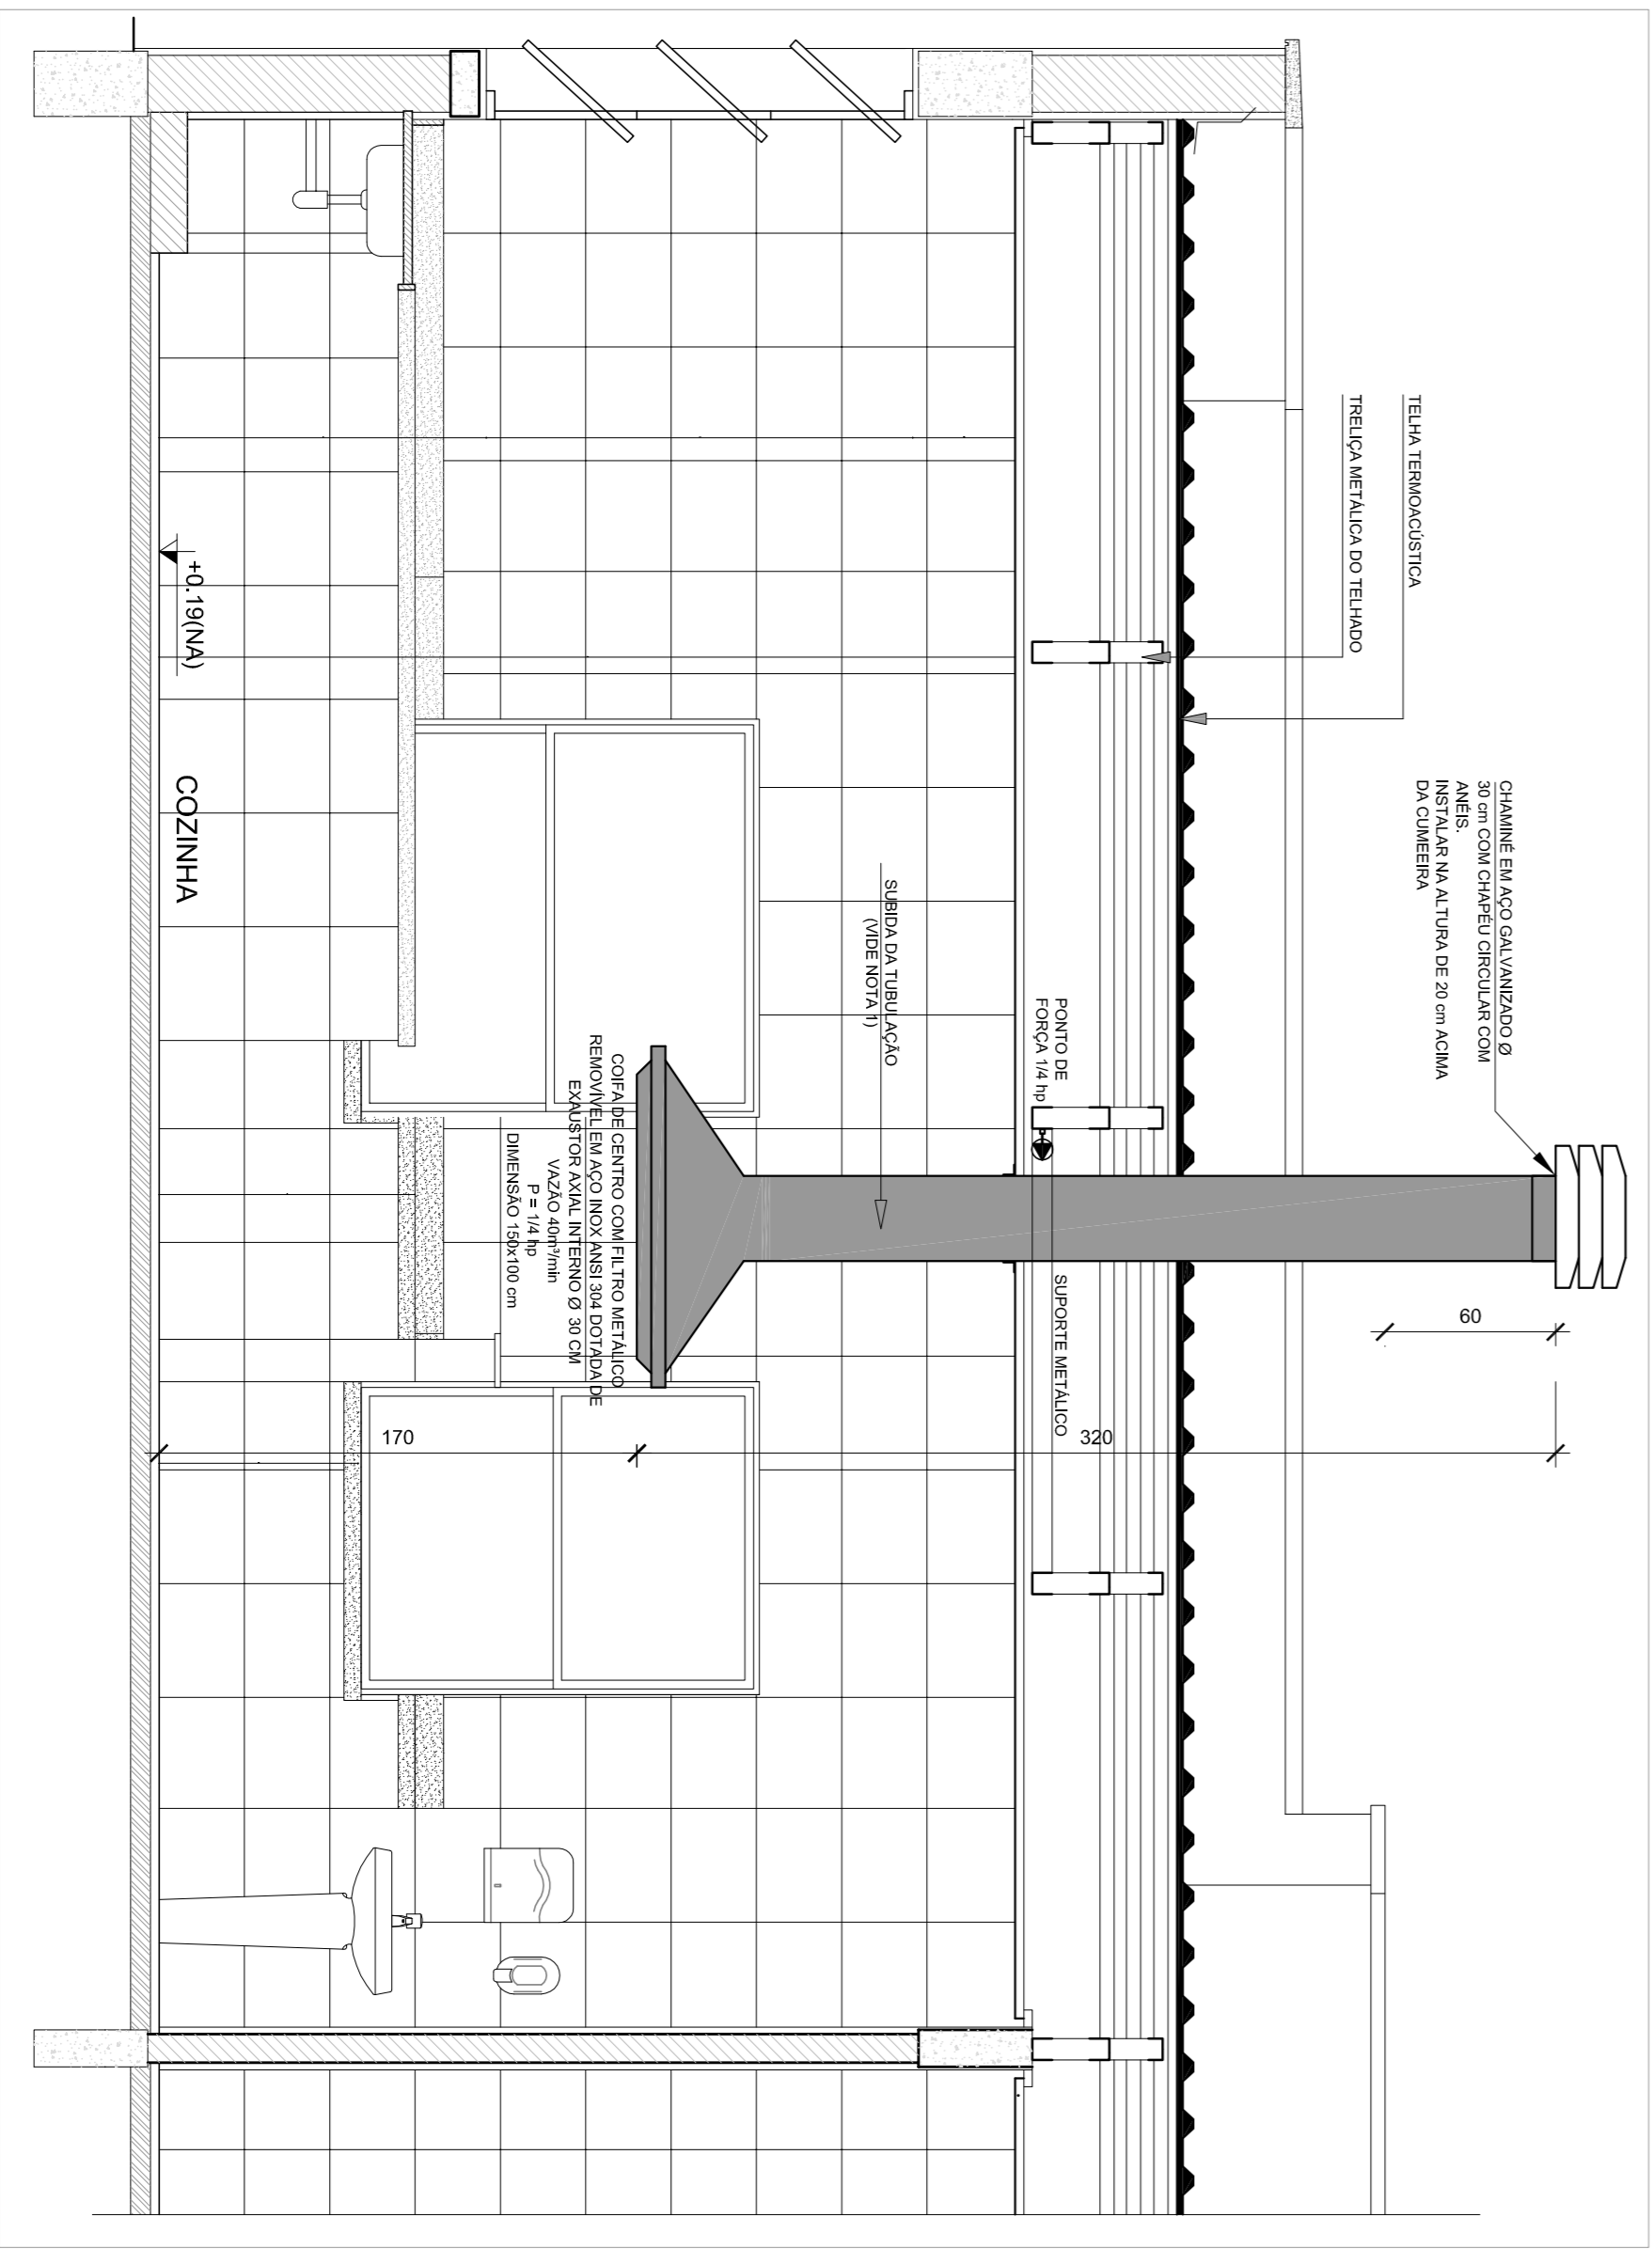 CHAMINÉ EM AÇO GALVANIZADO Ø
30 cm COM CHAPÉU CIRCULAR COM
ANÉIS.
INSTALAR NA ALTURA DE 20 cm ACIMA
DA CUMEEIRA
TELHA TERMOACÚSTICA
TRELIÇA METÁLICA DO TELHADO
60
320
PONTO DE
FORÇA 1/4 hp
SUPORTE METÁLICO
SUBIDA DA TUBULAÇÃO
(VIDE NOTA 1)
COIFA DE CENTRO COM FILTRO METÁLICO
REMOVÍVEL EM AÇO INOX ANSI 304 DOTADA DE
EXAUSTOR AXIAL INTERNO Ø 30 CM
VAZÃO 40m³/min
P = 1/4 hp
DIMENSÃO 150x100 cm
170
+0.19(NA)
COZINHA